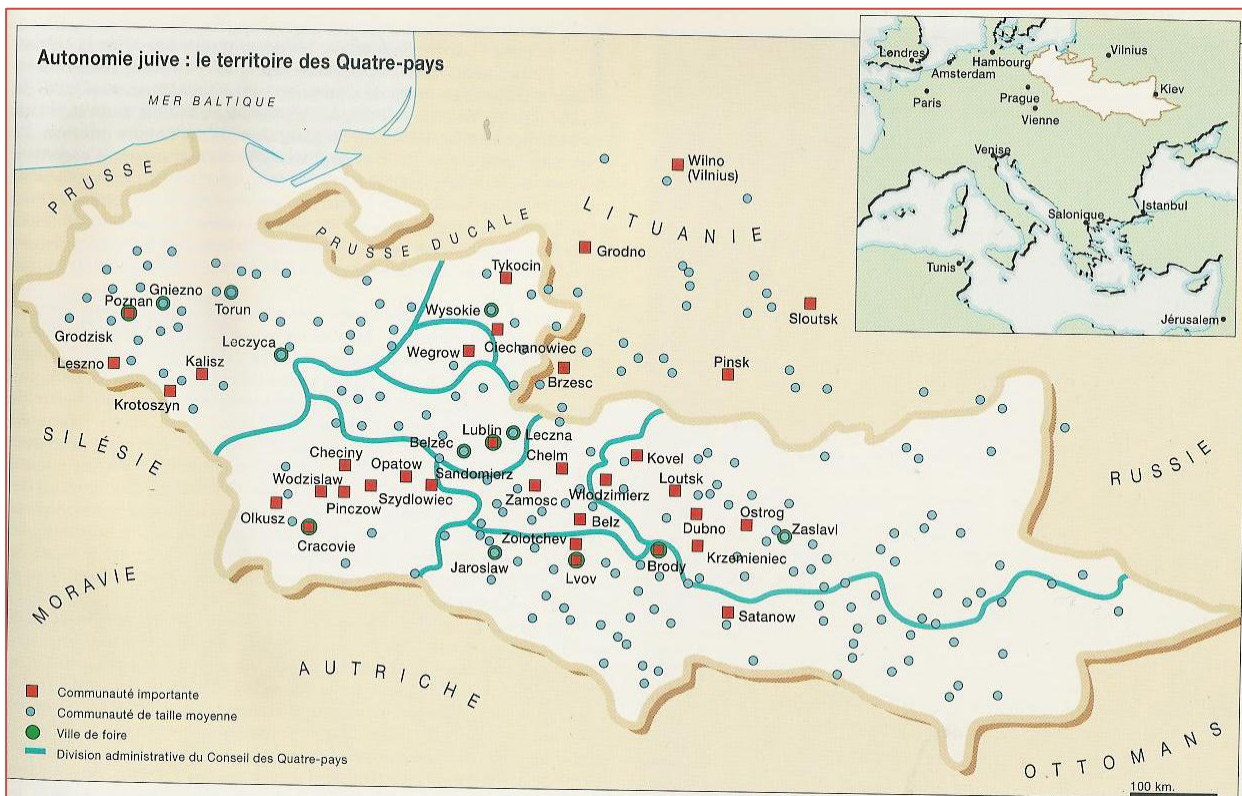 Autonomie juive : le territoire des Quatre-pays
MER BALTIQUE
PRUSSE
PRUSSE DUCALE
LITUANIE
Wilno
(Vilnius)
Grodno
Tykocin
Sloutsk
Gniezno
Poznan
Torun
Wysokie
Grodzisk
Leczyca
Ciechanowiec
Wegrow
Leszno
Kalisz
Pinsk
Brzesc
Krotoszyn
SILÉSIE
Lublin
Leczna
Belzec
Checiny
Opatow
Sandomierz
Chelm
Kovel
RUSSIE
Wodzislaw
Szydlowiec
Loutsk
Pinczow
Zamosc
Wlodzimierz
Olkusz
Belz
Dubno
Ostrog
Zaslavl
Cracovie
Zolotchev
Krzemieniec
Jaroslaw
Lvov
Brody
MORAVIE
Satanow
AUTRICHE
OTTOMANS
Communauté importante
Communauté de taille moyenne
Ville de foire
Division administrative du Conseil des Quatre-pays
100 km.
Londres
Hambourg
Vilnius
Amsterdam
Paris
Prague
Kiev
Vienne
Venise
Salonique
Istanbul
Tunis
Jérusalem